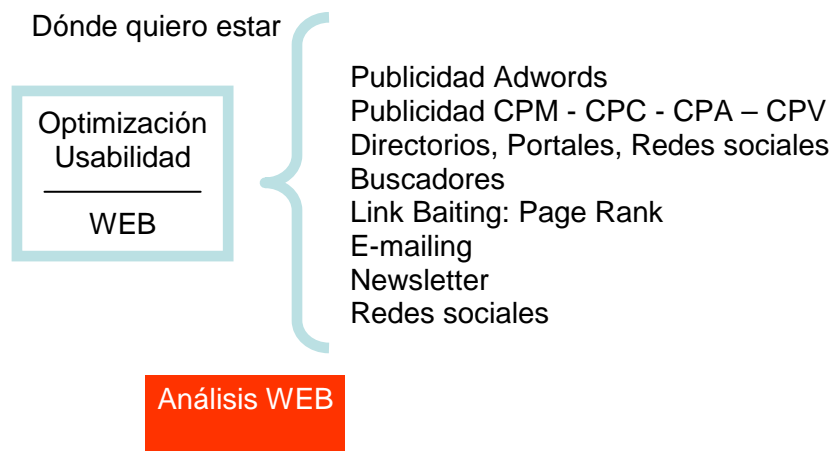 Dónde quiero estar
Optimización
Usabilidad
WEB
Publicidad Adwords
Publicidad CPM - CPC - CPA – CPV
Directorios, Portales, Redes sociales
Buscadores
Link Baiting: Page Rank
E-mailing
Newsletter
Redes sociales
Análisis WEB